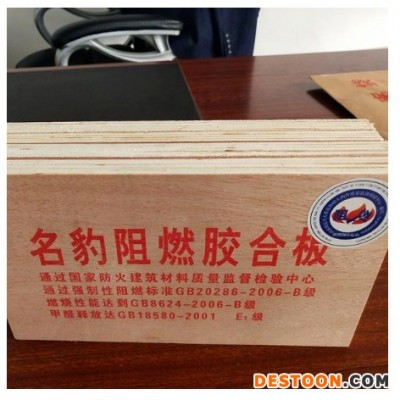 名豹阻燃胶合板
通过国家防火建筑材料质量监督检验中心
通过强制性阻燃标准GB20286-2006-B级
燃烧性能达到GB8624-2006-B级
甲醛释放达GB18580-2001 E₁级
DESTOON.COM